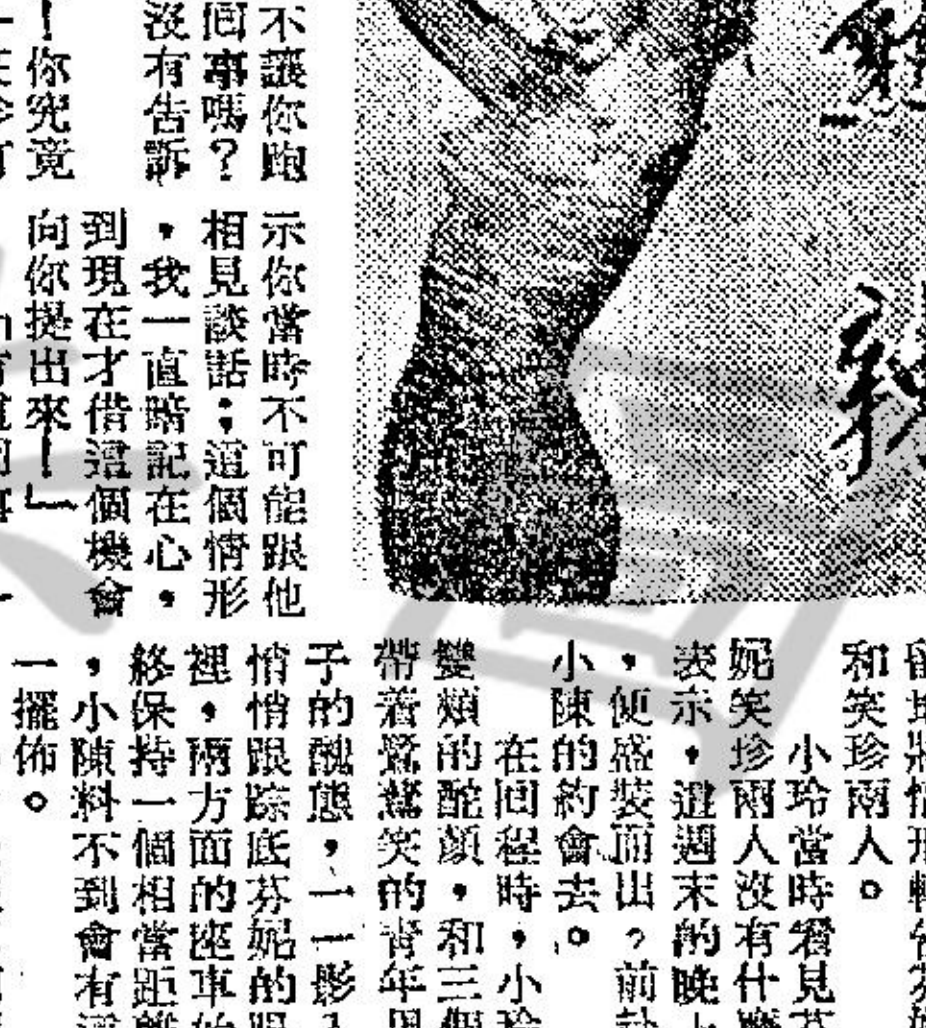 不讓你跑
回事嗎？
沒有告訴
！你究竟
示你當時不可能跟他
相見談話；這個情形
，我一直暗記在心，
到現在才借這個機會
向你提出來！」
和笑珍兩人。
小玲當時看見芬
妮笑珍兩人沒有什麼
表示，這週末的晚上
，便盛裝而出？前赴
小陳的約會去。
在回程時，小玲
雙頰的酡顏，和三個
帶着驚鴛笑的青年男
子的醜態，一一影
悄悄跟踪底芬妮的眼
裡，兩方面的座車始
終保持一個相當距離
，小陳料不到會有這
一擺佈。